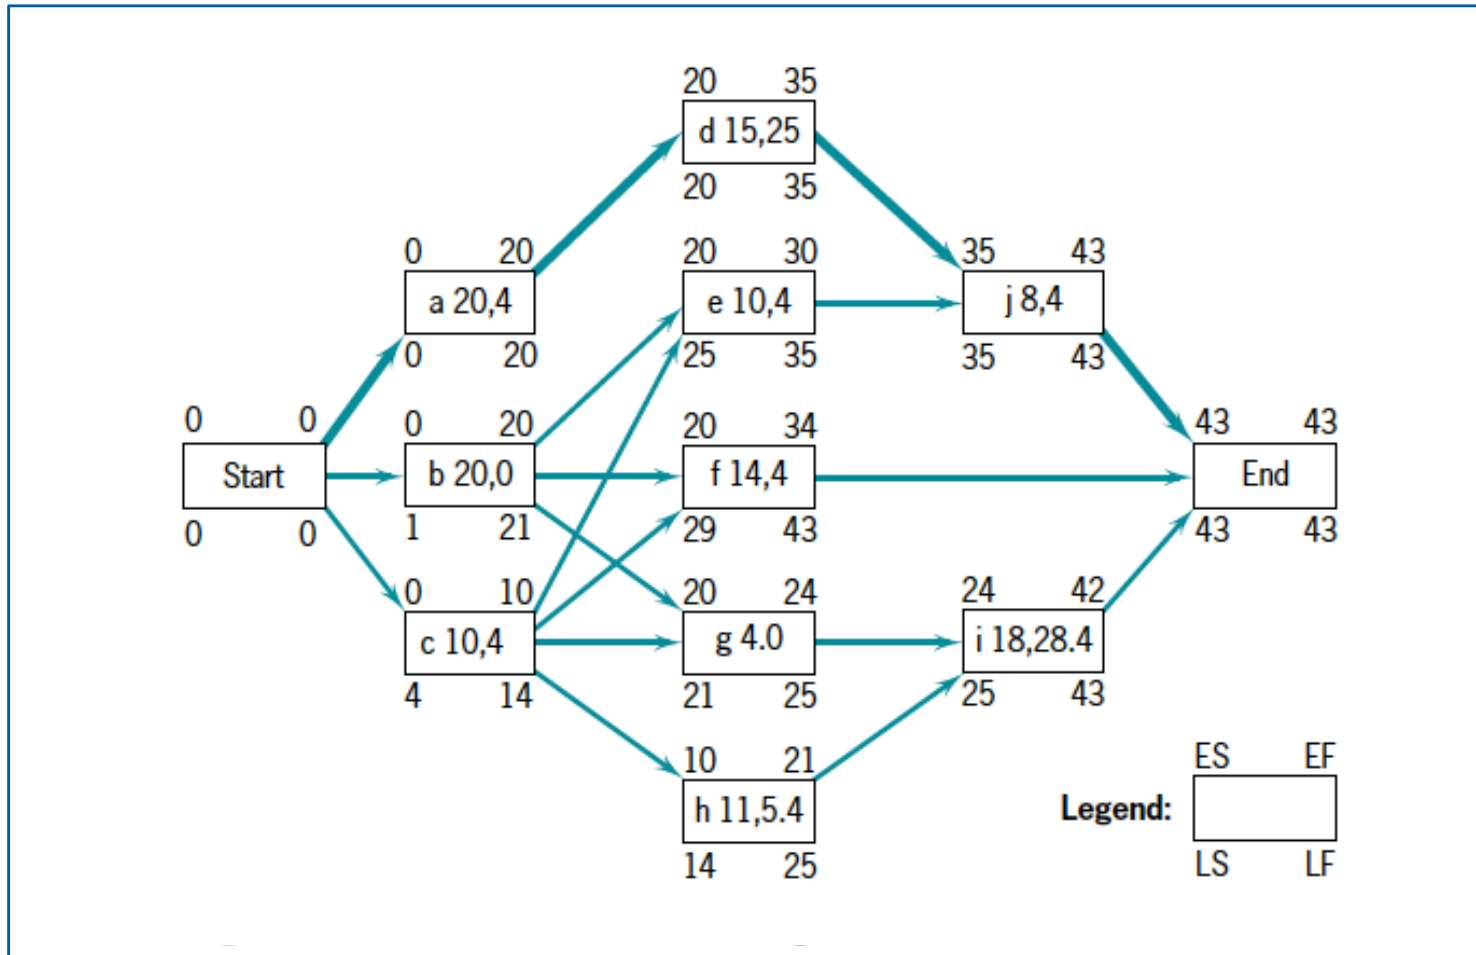 20 35
d 15,25
20 35
0 20
a 20,4
0 20
20 30
e 10,4
25 35
35 43
j 8,4
35 43
0 0
Start
0 0
0 20
b 20,0
1 21
20 34
f 14,4
29 43
43 43
End
43 43
0 10
c 10,4
4 14
20 24
g 4.0
21 25
24 42
i 18,28.4
25 43
10 21
h 11,5.4
14 25
ES EF
Legend:
LS LF